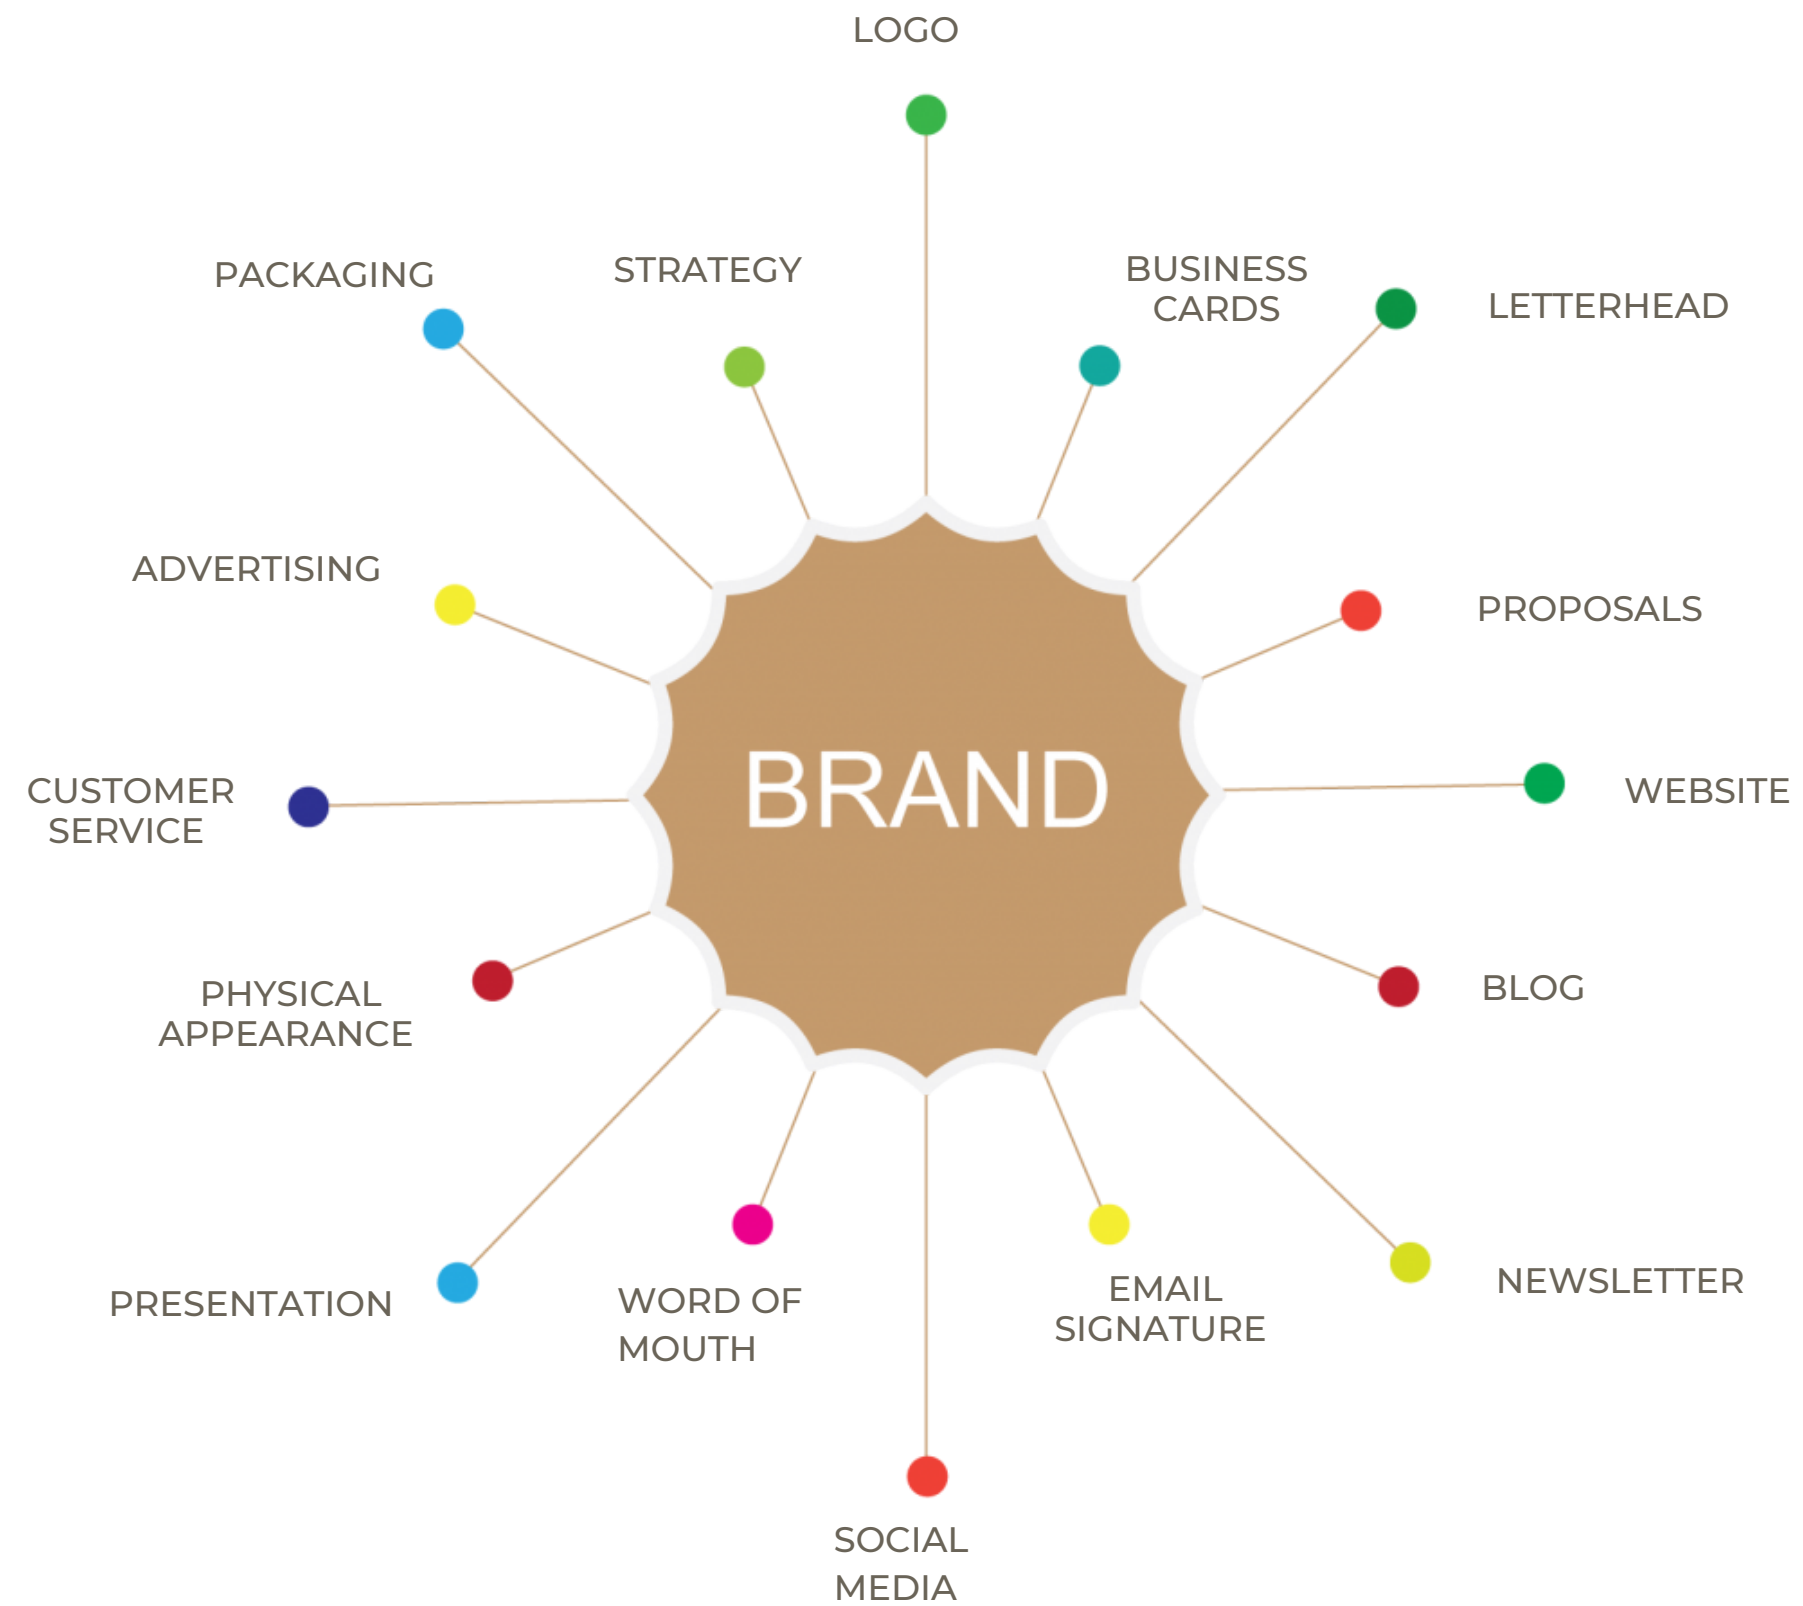 LOGO
PACKAGING
STRATEGY
BUSINESS
CARDS
LETTERHEAD
ADVERTISING
PROPOSALS
BRAND
CUSTOMER
SERVICE
WEBSITE
PHYSICAL
APPEARANCE
BLOG
PRESENTATION
WORD OF
MOUTH
EMAIL
SIGNATURE
NEWSLETTER
SOCIAL
MEDIA